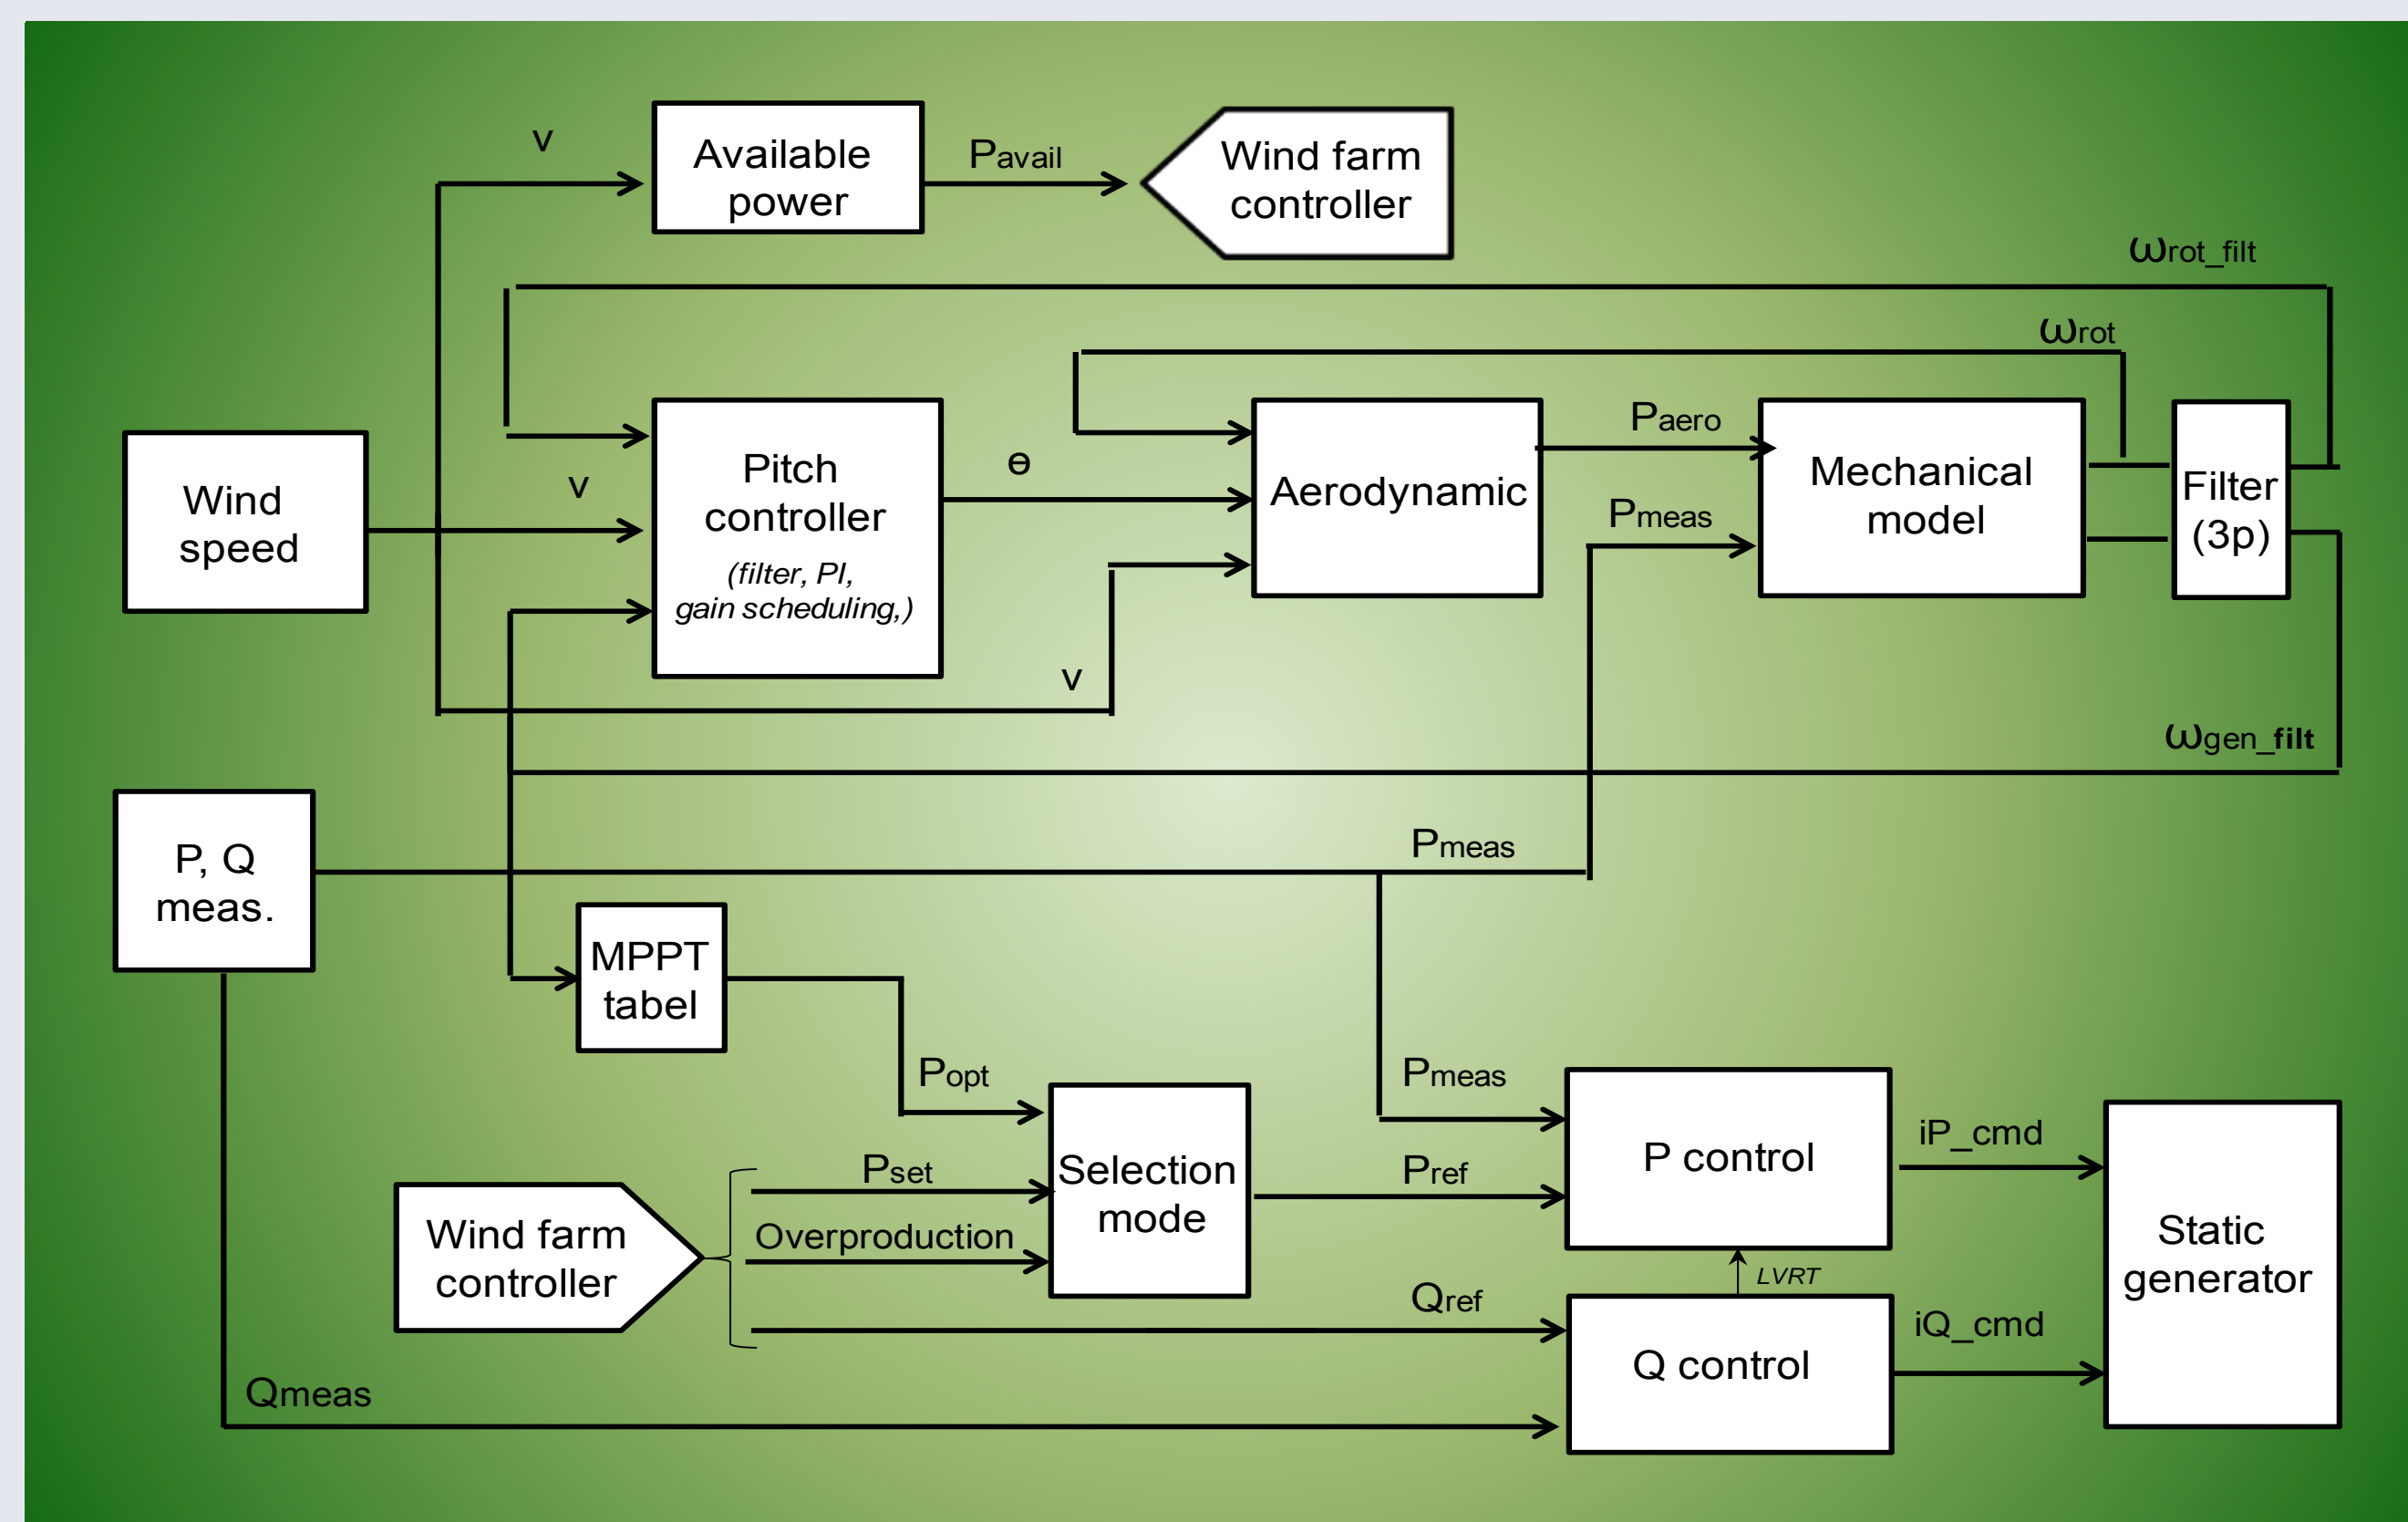 v
Available
power
Pavail
Wind farm
controller
ωrot_filt
ωrot
Wind
speed
v
Pitch
controller
(filter, PI,
gain scheduling,)
ɵ
Aerodynamic
Paero
Pmeas
Mechanical
model
Filter
(3p)
v
ωgen_filt
P, Q
meas.
Pmeas
MPPT
tabel
Popt
Pset
Overproduction
Wind farm
controller
Selection
mode
Pmeas
Pref
P control
iP_cmd
LVRT
Qref
Q control
iQ_cmd
Static
generator
Qmeas